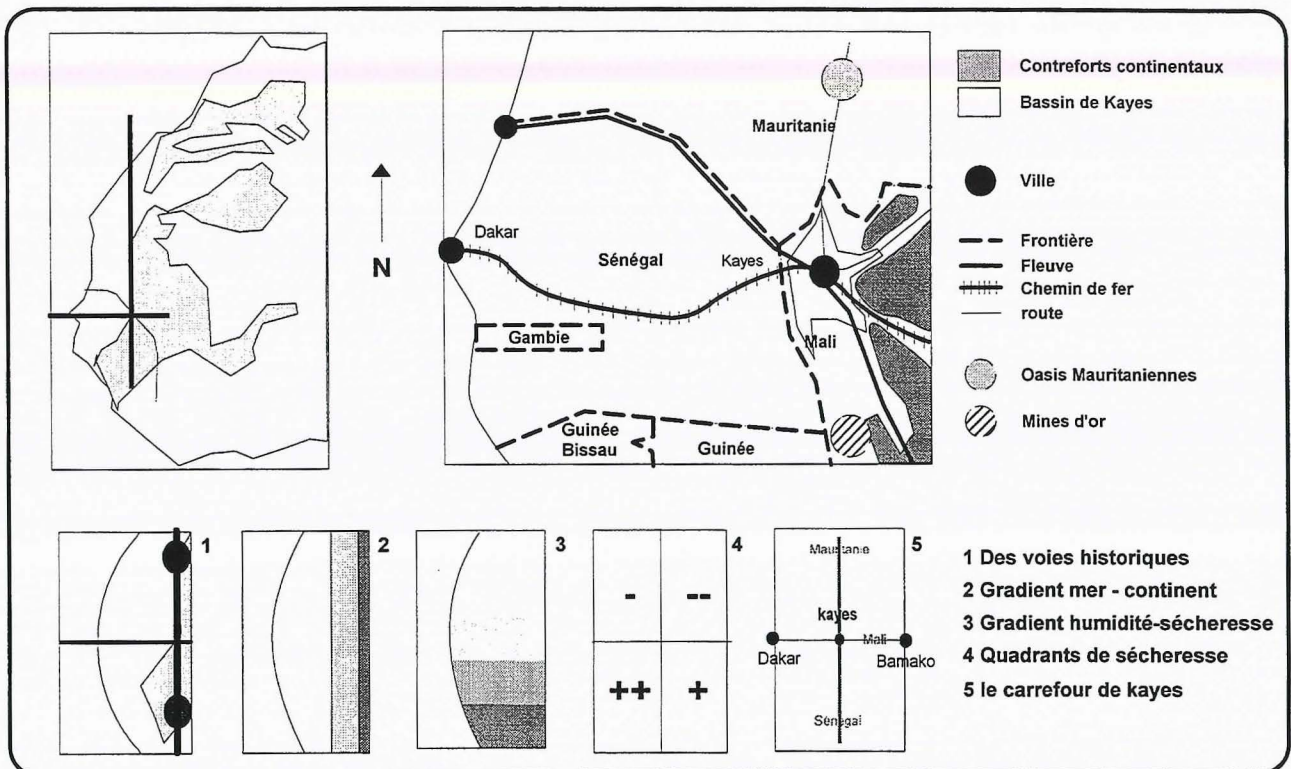 N
Mauritanie
Dakar
Sénégal
Kayes
Gambie
Mali
Guinée
Bissau
Guinée
Contreforts continentaux
Bassin de Kayes
Ville
Frontière
Fleuve
Chemin de fer
route
Oasis Mauritaniennes
Mines d'or
1
2
3
4
- --
++ +
5
Mauritanie
kayes
Mali
Dakar
Bamako
Sénégal
1 Des voies historiques
2 Gradient mer - continent
3 Gradient humidité-sécheresse
4 Quadrants de sécheresse
5 le carrefour de kayes